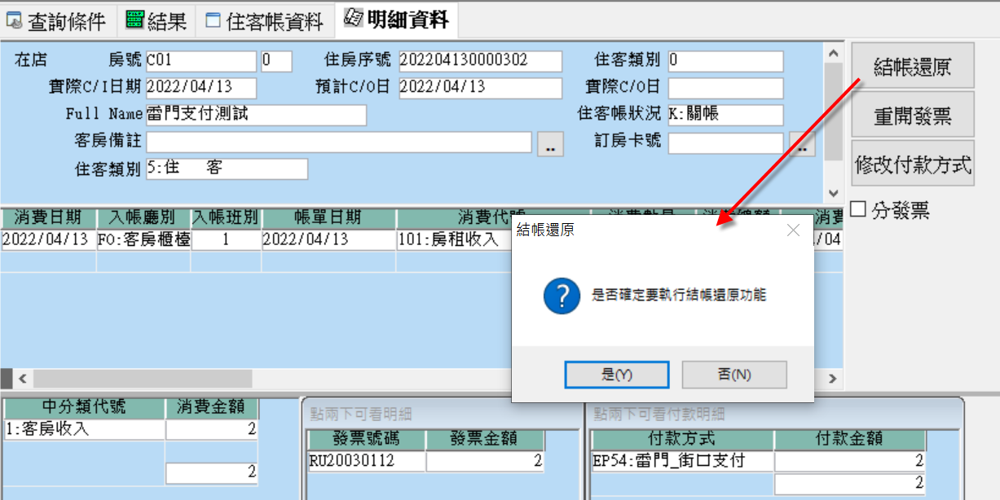 查詢條件 結果 住客帳資料 明細資料
在店 房號 C01 0 住房序號 202204130000302 住客類別 0 結帳還原
實際C/I日期 2022/04/13 預計C/O日 2022/04/13 實際C/O日
Full Name 雷門支付測試 住客帳狀況 K:關帳 重開發票
客房備註 .. 訂房卡號 ..
住客類別 5:住 客 修改付款方式
分發票
消費日期 入帳廳別 入帳班別 帳單日期 消費代號 消費
2022/04/13 FO:客房櫃檯 1 2022/04/13 101:房租收入 /04
結帳還原
是否確定要執行結帳還原功能
是(Y) 否(N)
中分類代號 消費金額 點兩下可看明細 點兩下可看付款明細
1:客房收入 2 發票號碼 發票金額 付款方式 付款金額
RU20030112 2 EP54:雷門_街口支付 2
2 2